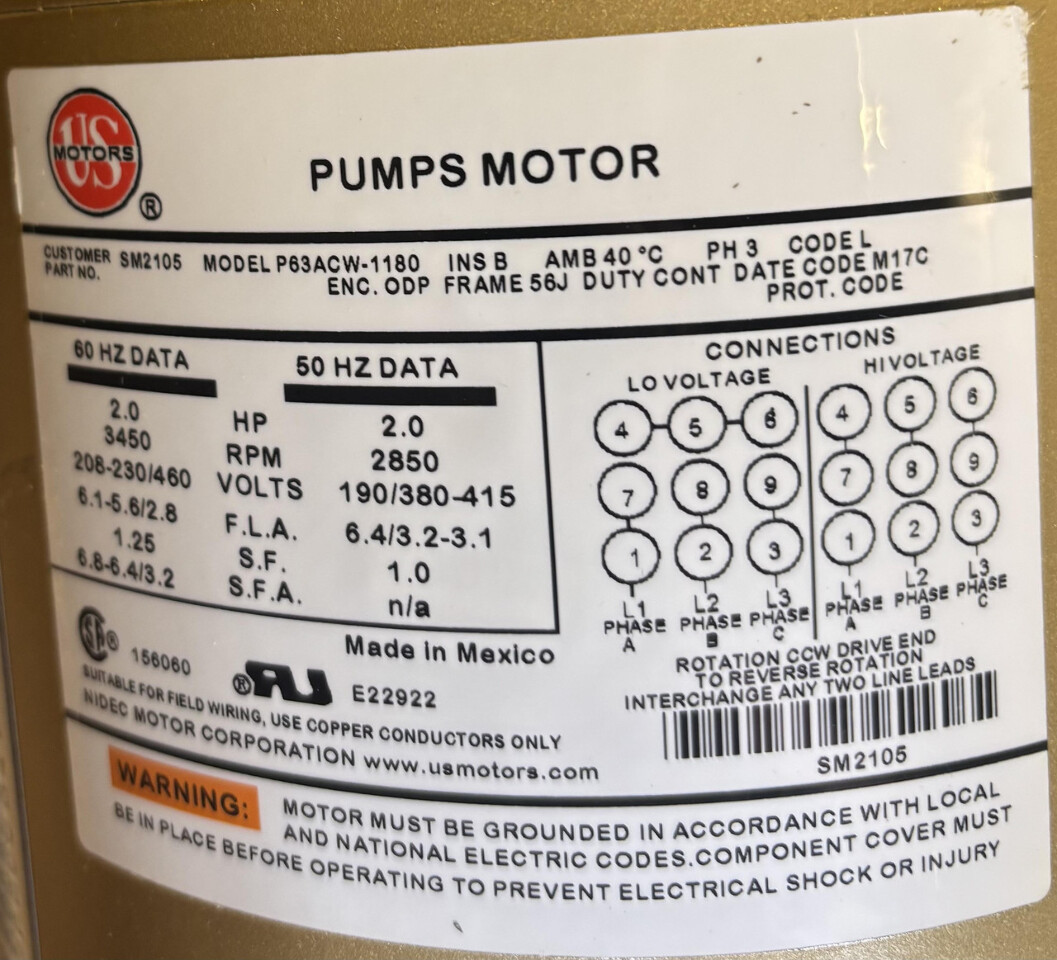 US
MOTORS
®
PUMPS MOTOR
CUSTOMER PART NO. SM2105 MODEL P63ACW-1180 INS B AMB 40 °C PH 3 CODE L
ENC. ODP FRAME 56J DUTY CONT DATE CODE M17C
PROT. CODE
60 HZ DATA 50 HZ DATA
2.0 HP 2.0
3450 RPM 2850
208-230/460 VOLTS 190/380-415
6.1-5.6/2.8 F.L.A. 6.4/3.2-3.1
1.25 S.F. 1.0
6.8-6.4/3.2 S.F.A. n/a
CONNECTIONS
LO VOLTAGE HI VOLTAGE
4 5 6 4 5 6
7 8 9 7 8 9
1 2 3 1 2 3
L1 L2 L3 L1 L2 L3
PHASE PHASE PHASE PHASE PHASE PHASE
A B C A B C
ROTATION CCW DRIVE END
TO REVERSE ROTATION
INTERCHANGE ANY TWO LINE LEADS
SM2105
Made in Mexico
® 156060
® E22922
SUITABLE FOR FIELD WIRING, USE COPPER CONDUCTORS ONLY
NIDEC MOTOR CORPORATION www.usmotors.com
WARNING: MOTOR MUST BE GROUNDED IN ACCORDANCE WITH LOCAL
AND NATIONAL ELECTRIC CODES.COMPONENT COVER MUST
BE IN PLACE BEFORE OPERATING TO PREVENT ELECTRICAL SHOCK OR INJURY